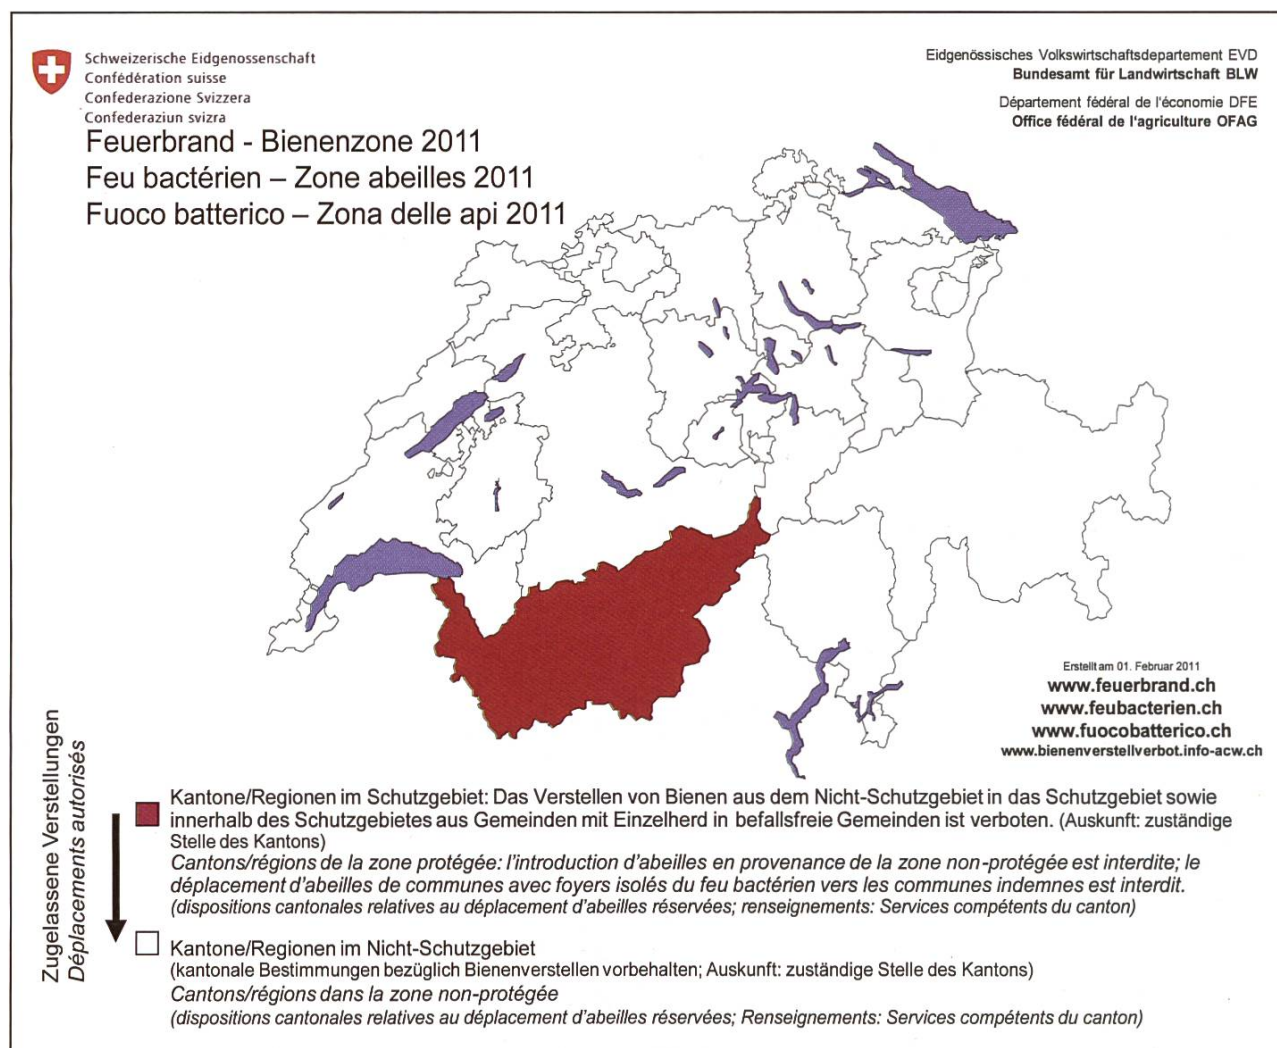 Schweizerische Eidgenossenschaft
Confédération suisse
Confederazione Svizzera
Confederaziun svizra
Eidgenössisches Volkswirtschaftsdepartement EVD
Bundesamt für Landwirtschaft BLW
Département fédéral de l'économie DFE
Office fédéral de l'agriculture OFAG
Feuerbrand - Bienenzone 2011
Feu bactérien – Zone abeilles 2011
Fuoco batterico – Zona delle api 2011
Erstellt am 01. Februar 2011
www.feuerbrand.ch
www.feubacterien.ch
www.fuocobatterico.ch
www.bienenverstellverbot.info-acw.ch
Zugelassene Verstellungen
Déplacements autorisés
Kantone/Regionen im Schutzgebiet: Das Verstellen von Bienen aus dem Nicht-Schutzgebiet in das Schutzgebiet sowie
innerhalb des Schutzgebietes aus Gemeinden mit Einzelherd in befallsfreie Gemeinden ist verboten. (Auskunft: zuständige
Stelle des Kantons)
Cantons/régions de la zone protégée: l'introduction d'abeilles en provenance de la zone non-protégée est interdite; le
déplacement d'abeilles de communes avec foyers isolés du feu bactérien vers les communes indemnes est interdit.
(dispositions cantonales relatives au déplacement d'abeilles réservées; renseignements: Services compétents du canton)
Kantone/Regionen im Nicht-Schutzgebiet
(kantonale Bestimmungen bezüglich Bienenverstellen vorbehalten; Auskunft: zuständige Stelle des Kantons)
Cantons/régions dans la zone non-protégée
(dispositions cantonales relatives au déplacement d'abeilles réservées; Renseignements: Services compétents du canton)